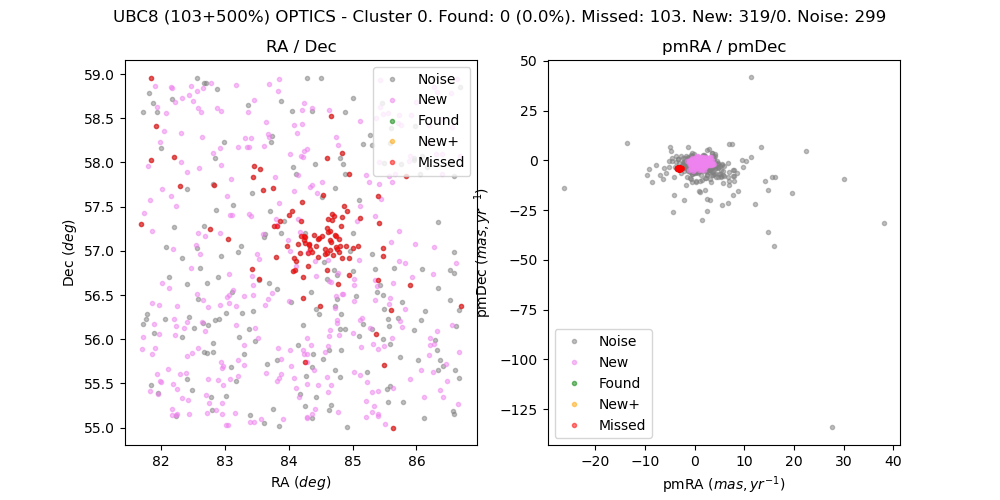 UBC8 (103+500%) OPTICS - Cluster 0. Found: 0 (0.0%). Missed: 103. New: 319/0. Noise: 299
RA / Dec
59.0
58.5
58.0
57.5
57.0
56.5
56.0
55.5
55.0
Dec (deg)
82
83
84
85
86
RA (deg)
Noise
New
Found
New+
Missed
pmRA / pmDec
50
25
0
−25
−50
−75
−100
−125
pmDec (mas, yr⁻¹)
−20
−10
0
10
20
30
40
pmRA (mas, yr⁻¹)
Noise
New
Found
New+
Missed